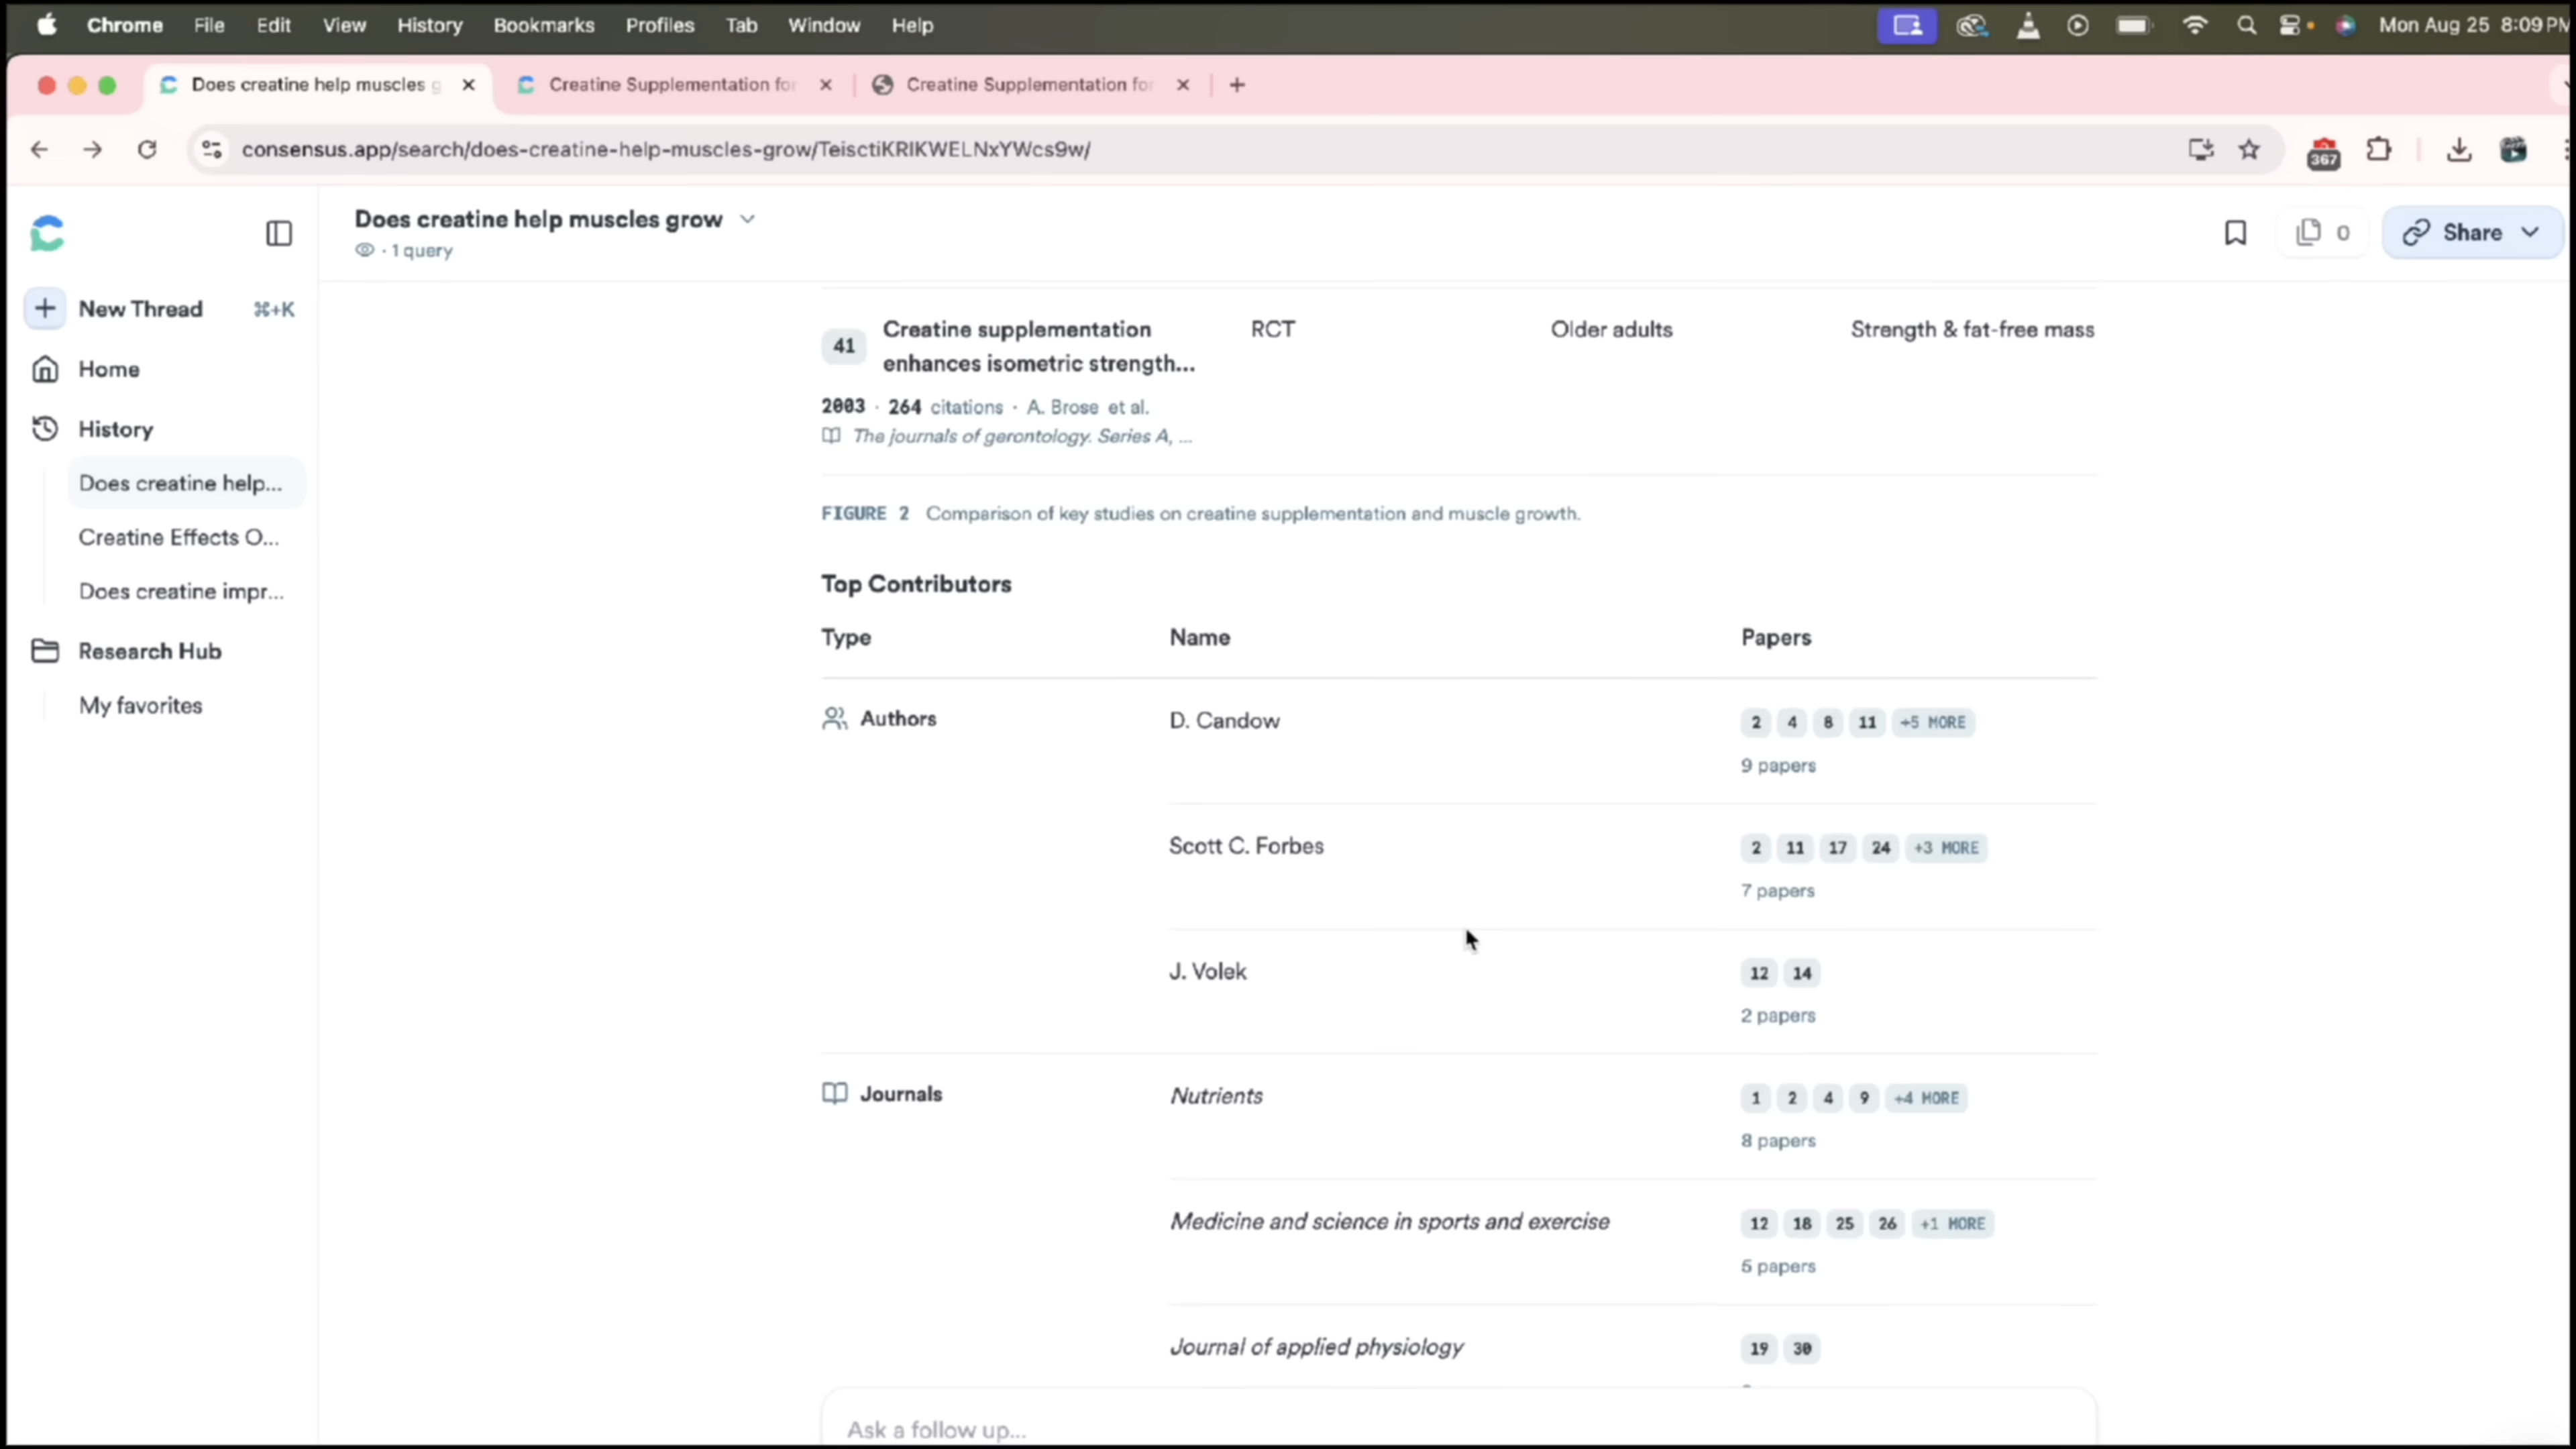 Chrome File Edit View History Bookmarks Profiles Tab Window Help Mon Aug 25 8:09 PM
Does creatine help muscles g Creatine Supplementation for Creatine Supplementation for
consensus.app/search/does-creatine-help-muscles-grow/TeisctiKRIKWELNxYWcs9w/ 367
Does creatine help muscles grow
· 1 query
0 Share
New Thread ⌘+K
Home
History
Does creatine help...
Creatine Effects O...
Does creatine impr...
Research Hub
My favorites
41 Creatine supplementation RCT Older adults Strength & fat-free mass
enhances isometric strength...
2003 · 264 citations · A. Brose et al.
The journals of gerontology. Series A, ...
FIGURE 2 Comparison of key studies on creatine supplementation and muscle growth.
Top Contributors
Type Name Papers
Authors D. Candow 2 4 8 11 +5 MORE
9 papers
Scott C. Forbes 2 11 17 24 +3 MORE
7 papers
J. Volek 12 14
2 papers
Journals Nutrients 1 2 4 9 +4 MORE
8 papers
Medicine and science in sports and exercise 12 18 25 26 +1 MORE
5 papers
Journal of applied physiology 19 30
Ask a follow up...